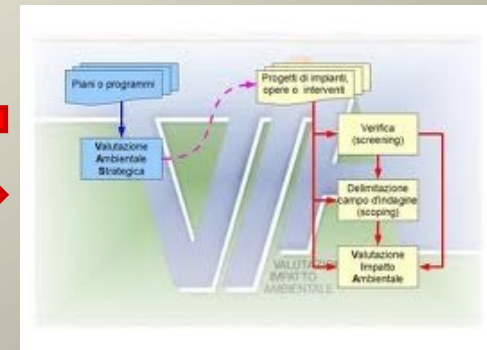 Piani o programmi
Valutazione
Ambientale
Strategica
Progetti di impianti,
opere o interventi
Verifica
(screening)
Delimitazione
campo d'indagine
(scoping)
Valutazione
Impatto
Ambientale
VIA
VALUTAZIONE
IMPATTO
AMBIENTALE